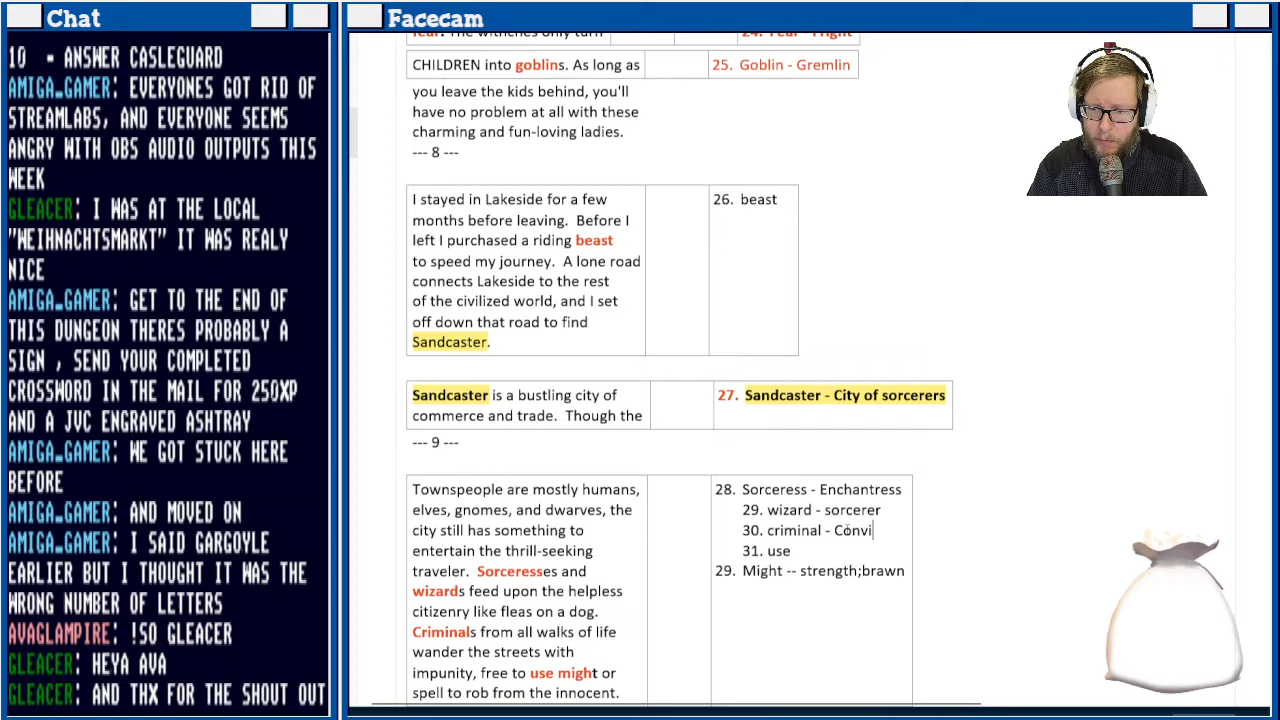 Chat
10 - ANSWER CASLEGUARD
AMIGA_GAMER: EVERYONES GOT RID OF
STREAMLABS, AND EVERYONE SEEMS
ANGRY WITH OBS AUDIO OUTPUTS THIS
WEEK
GLEACER: I WAS AT THE LOCAL
"WEIHNACHTSMARKT" IT WAS REALY
NICE
AMIGA_GAMER: GET TO THE END OF
THIS DUNGEON THERES PROBABLY A
SIGN , SEND YOUR COMPLETED
CROSSWORD IN THE MAIL FOR 250XP
AND A JVC ENGRAVED ASHTRAY
AMIGA_GAMER: WE GOT STUCK HERE
BEFORE
AMIGA_GAMER: AND MOVED ON
AMIGA_GAMER: I SAID GARGOYLE
EARLIER BUT I THOUGHT IT WAS THE
WRONG NUMBER OF LETTERS
AVAGLAMPIRE: !SO GLEACER
GLEACER: HEYA AVA
GLEACER: AND THX FOR THE SHOUT OUT
Facecam
fear. The witches only turn
24. Fear - Fright
CHILDREN into goblins. As long as
you leave the kids behind, you'll
have no problem at all with these
charming and fun-loving ladies.
25. Goblin - Gremlin
--- 8 ---
I stayed in Lakeside for a few
months before leaving. Before I
left I purchased a riding beast
to speed my journey. A lone road
connects Lakeside to the rest
of the civilized world, and I set
off down that road to find
Sandcaster.
26. beast
Sandcaster is a bustling city of
commerce and trade. Though the
27. Sandcaster - City of sorcerers
--- 9 ---
Townspeople are mostly humans,
elves, gnomes, and dwarves, the
city still has something to
entertain the thrill-seeking
traveler. Sorceresses and
wizards feed upon the helpless
citizenry like fleas on a dog.
Criminals from all walks of life
wander the streets with
impunity, free to use might or
spell to rob from the innocent.
28. Sorceress - Enchantress
29. wizard - sorcerer
30. criminal - Convi
31. use
29. Might -- strength;brawn